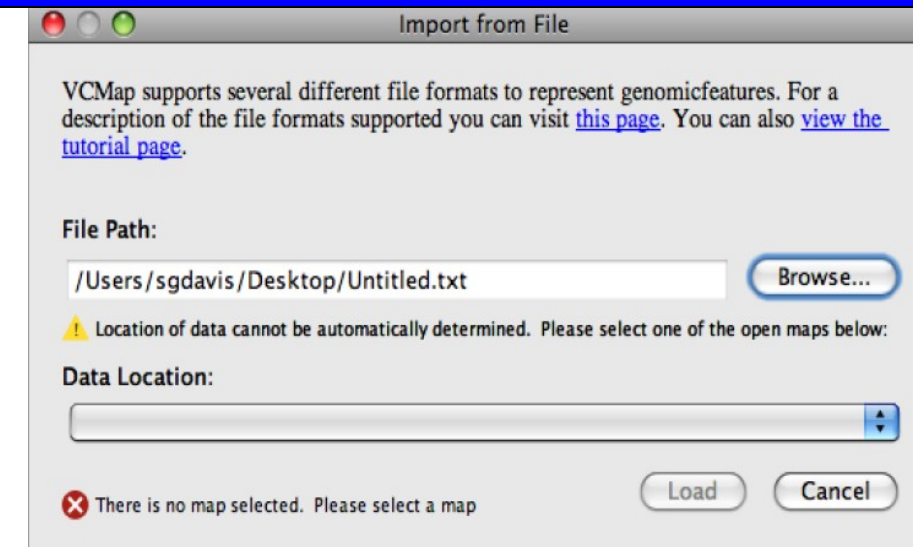 Import from File
VCMap supports several different file formats to represent genomicfeatures. For a
description of the file formats supported you can visit this page. You can also view the
tutorial page.
File Path:
/Users/sgdavis/Desktop/Untitled.txt
Browse...
Location of data cannot be automatically determined. Please select one of the open maps below:
Data Location:
There is no map selected. Please select a map
Load
Cancel